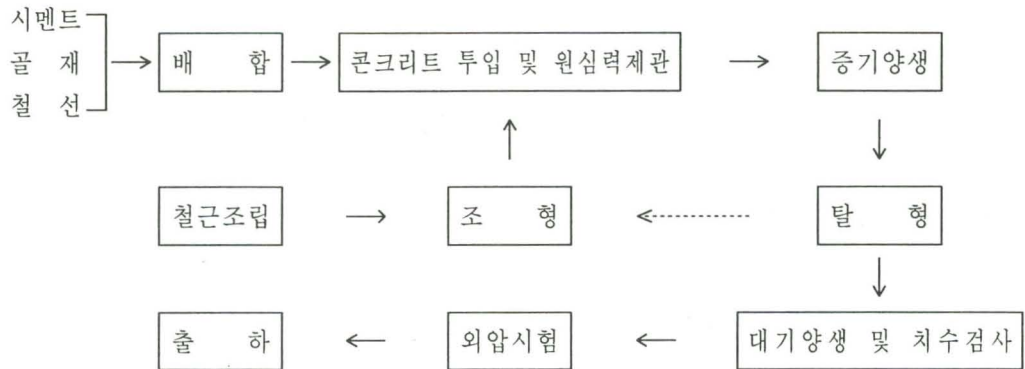 시멘트
골 재
철 선
배 합
콘크리트 투입 및 원심력제관
증기양생
철근조립
조 형
탈 형
출 하
외압시험
대기양생 및 치수검사